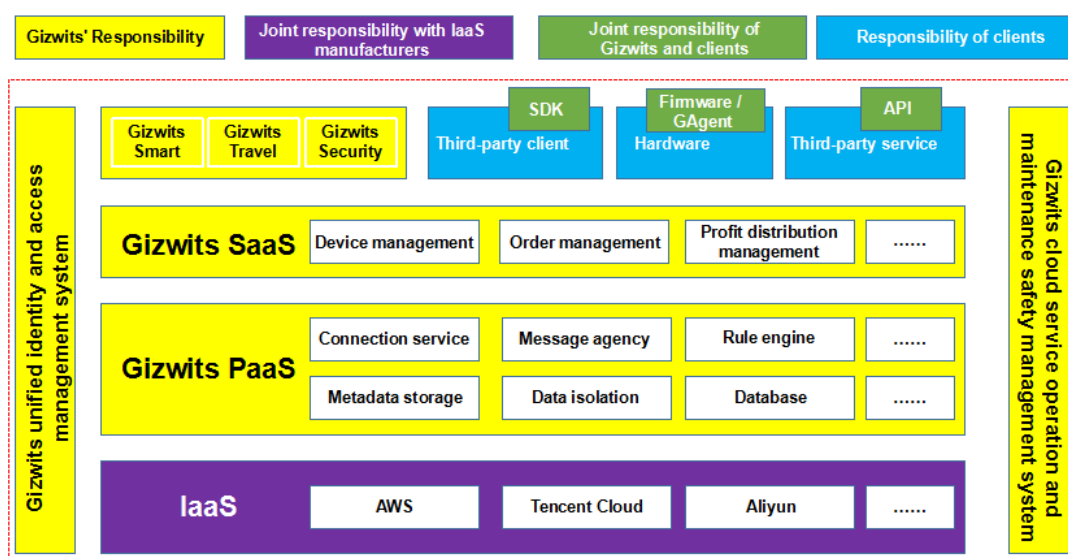 Gizwits' Responsibility
Joint responsibility with IaaS
manufacturers
Joint responsibility of
Gizwits and clients
Responsibility of clients
Gizwits unified identity and access
management system
Gizwits
Smart
Gizwits
Travel
Gizwits
Security
SDK
Third-party client
Firmware /
GAgent
Hardware
API
Third-party service
Gizwits SaaS
Device management
Order management
Profit distribution
management
......
Gizwits PaaS
Connection service
Message agency
Rule engine
......
Metadata storage
Data isolation
Database
......
IaaS
AWS
Tencent Cloud
Aliyun
......
Gizwits cloud service operation and
maintenance safety management system